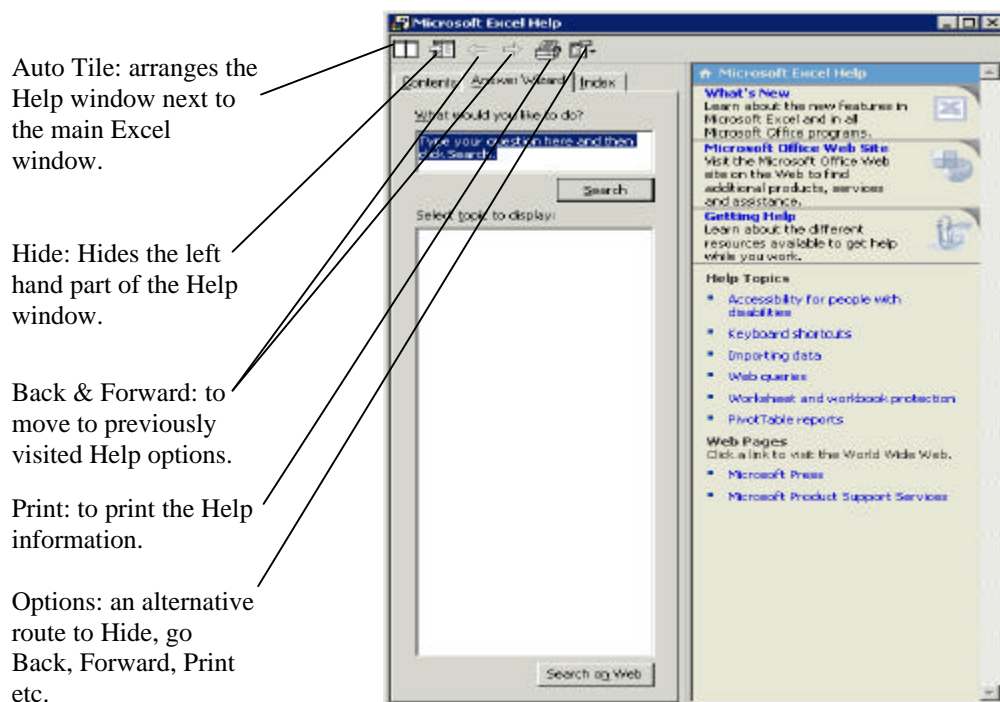 Auto Tile: arranges the
Help window next to
the main Excel
window.
Hide: Hides the left
hand part of the Help
window.
Back & Forward: to
move to previously
visited Help options.
Print: to print the Help
information.
Options: an alternative
route to Hide, go
Back, Forward, Print
etc.
Microsoft Excel Help
Contents Answer Wizard Index
What would you like to do?
Type your question here and then
click Search.
Search
Select topic to display:
Search on Web
Microsoft Excel Help
What's New
Learn about the new features in
Microsoft Excel and in all
Microsoft Office programs.
Microsoft Office Web Site
Visit the Microsoft Office Web
site on the Web to find
additional products, services
and assistance.
Getting Help
Learn about the different
resources available to get help
while you work.
Help Topics
Accessibility for people with
disabilities
Keyboard shortcuts
Importing data
Web queries
Worksheet and workbook protection
PivotTable reports
Web Pages
Click a link to visit the World Wide Web.
Microsoft Press
Microsoft Product Support Services